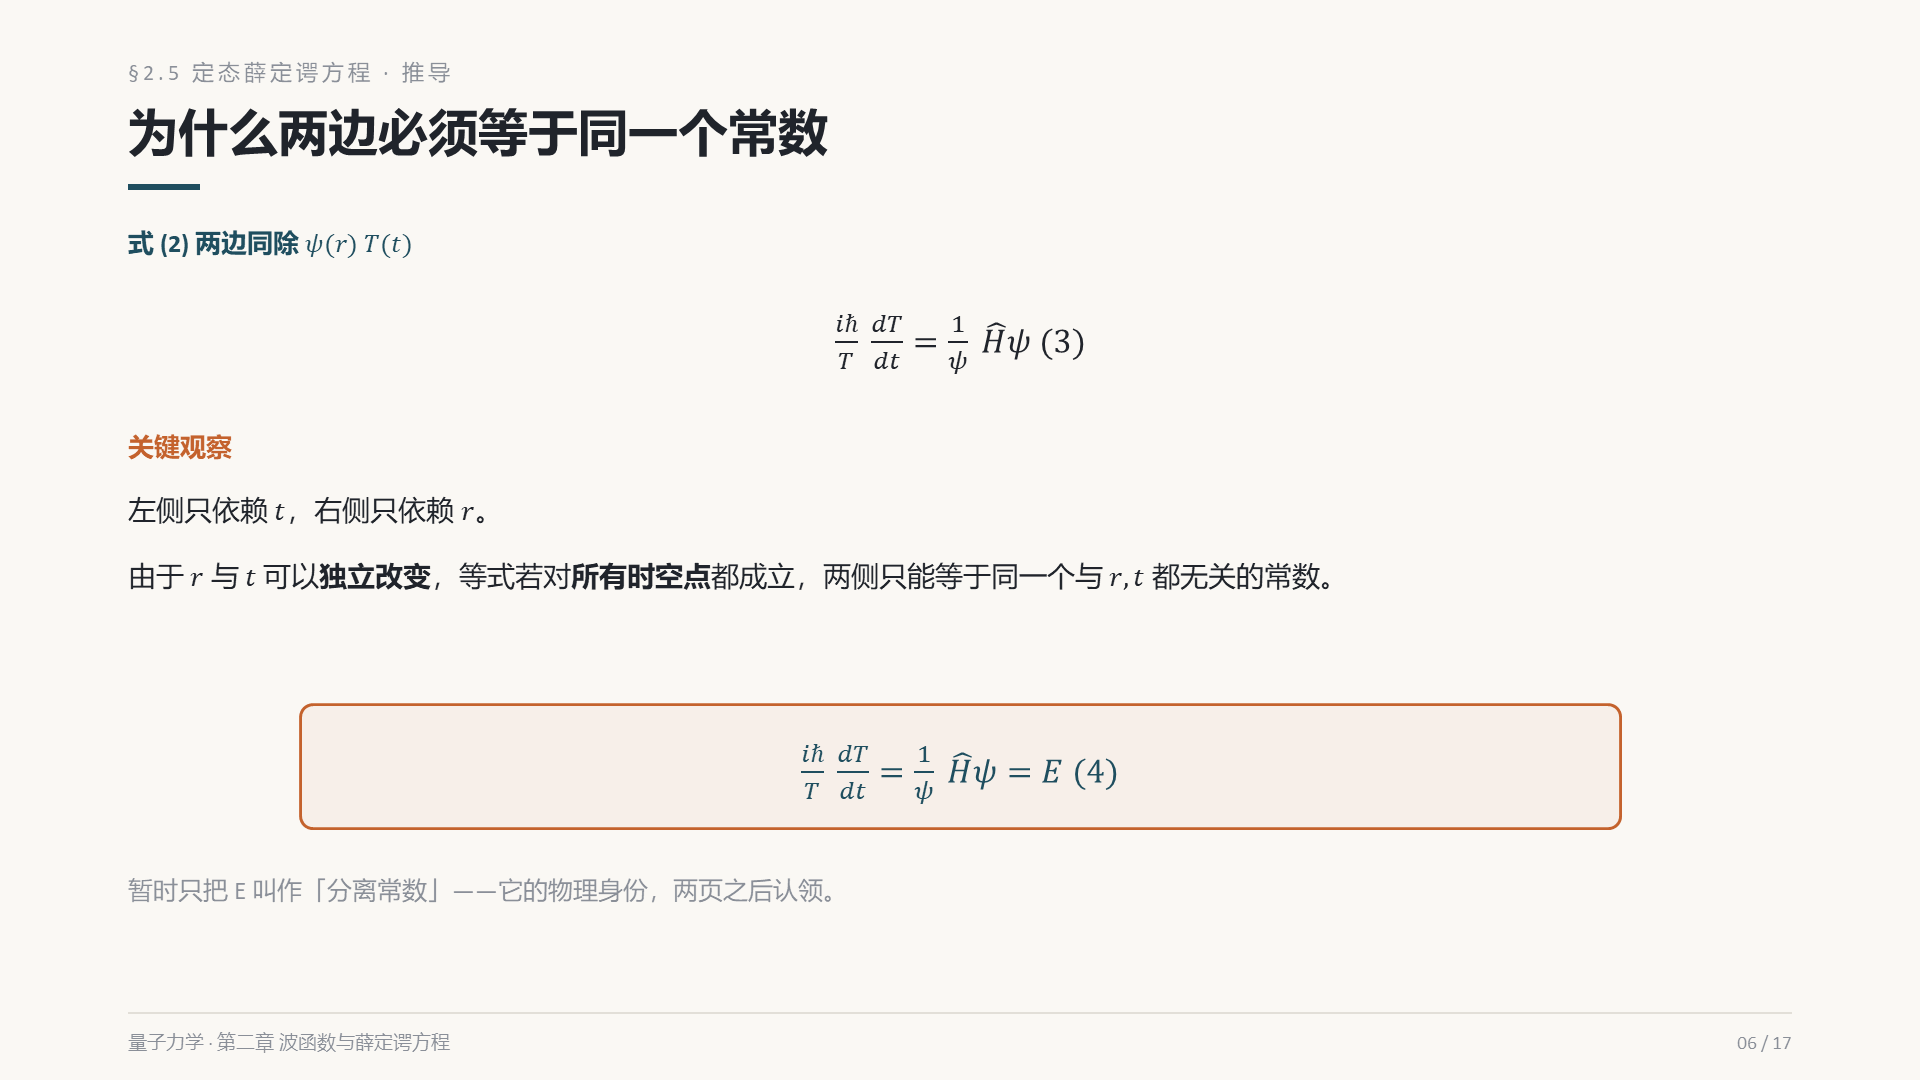 §2.5 定态薛定谔方程 · 推导
为什么两边必须等于同一个常数
式 (2) 两边同除 ψ(r) T(t)
iħ/T dT/dt = 1/ψ Ĥψ (3)
关键观察
左侧只依赖 t，右侧只依赖 r。
由于 r 与 t 可以独立改变，等式若对所有时空点都成立，两侧只能等于同一个与 r, t 都无关的常数。
iħ/T dT/dt = 1/ψ Ĥψ = E (4)
暂时只把 E 叫作「分离常数」——它的物理身份，两页之后认领。
量子力学 · 第二章 波函数与薛定谔方程
06 / 17